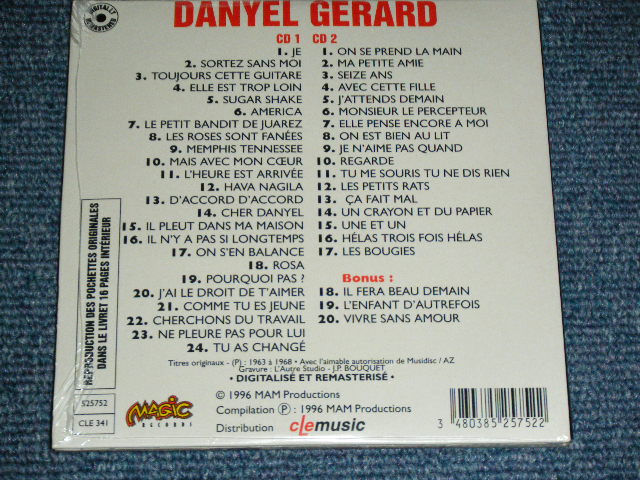 DIGITALLY REMASTERED
DANYEL GERARD
CD 1 CD 2
1. JE
2. SORTEZ SANS MOI
3. TOUJOURS CETTE GUITARE
4. ELLE EST TROP LOIN
5. SUGAR SHAKE
6. AMERICA
7. LE PETIT BANDIT DE JUAREZ
8. LES ROSES SONT FANÉES
9. MEMPHIS TENNESSEE
10. MAIS AVEC MON CŒUR
11. L'HEURE EST ARRIVÉE
12. HAVA NAGILA
13. D'ACCORD D'ACCORD
14. CHER DANYEL
15. IL PLEUT DANS MA MAISON
16. IL N'Y A PAS SI LONGTEMPS
17. ON S'EN BALANCE
18. ROSA
19. POURQUOI PAS ?
20. J'AI LE DROIT DE T'AIMER
21. COMME TU ES JEUNE
22. CHERCHONS DU TRAVAIL
23. NE PLEURE PAS POUR LUI
24. TU AS CHANGÉ
1. ON SE PREND LA MAIN
2. MA PETITE AMIE
3. SEIZE ANS
4. AVEC CETTE FILLE
5. J'ATTENDS DEMAIN
6. MONSIEUR LE PERCEPTEUR
7. ELLE PENSE ENCORE A MOI
8. ON EST BIEN AU LIT
9. JE N'AIME PAS QUAND
10. REGARDE
11. TU ME SOURIS TU NE DIS RIEN
12. LES PETITS RATS
13. ÇA FAIT MAL
14. UN CRAYON ET DU PAPIER
15. UNE ET UN
16. HÉLAS TROIS FOIS HÉLAS
17. LES BOUGIES
Bonus :
18. IL FERA BEAU DEMAIN
19. L'ENFANT D'AUTREFOIS
20. VIVRE SANS AMOUR
Titres originaux - (P) : 1963 à 1968 • Avec l'aimable autorisation de Musidisc / AZ
Gravure : L'Autre Studio - J.P. BOUQUET
• DIGITALISÉ ET REMASTERISÉ •
REPRODUCTION DES POCHETTES ORIGINALES
DANS LE LIVRET 16 PAGES INTÉRIEUR
525752
CLE 341
MAGIC
RECORDS
© 1996 MAM Productions
Compilation Ⓟ : 1996 MAM Productions
Distribution cLemusic
3 480385 257522